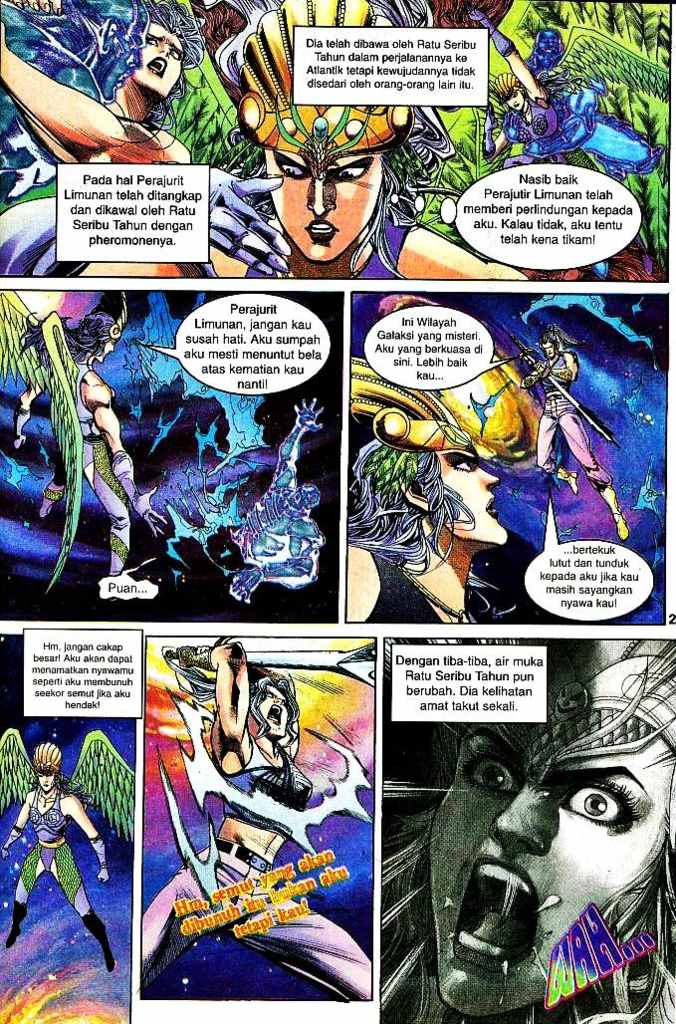 Dia telah dibawa oleh Ratu Seribu
Tahun dalam perjalanannya ke
Atlantik tetapi kewujudannya tidak
disedari oleh orang-orang lain itu.
Pada hal Perajurit
Limunan telah ditangkap
dan dikawal oleh Ratu
Seribu Tahun dengan
pheromonenya.
Nasib baik
Perajutir Limunan telah
memberi perlindungan kepada
aku. Kalau tidak, aku tentu
telah kena tikam!
Perajurit
Limunan, jangan kau
susah hati. Aku sumpah
aku mesti menuntut bela
atas kematian kau
nanti!
Puan...
Ini Wilayah
Galaksi yang misteri.
Aku yang berkuasa di
sini. Lebih baik
kau...
...bertekuk
lutut dan tunduk
kepada aku jika kau
masih sayangkan
nyawa kau!
2
Hm, jangan cakap
besar! Aku akan dapat
menamatkan nyawamu
seperti aku membunuh
seekor semut jika aku
hendak!
Hm, semut yang akan
dibunuh itu bukan aku
tetapi kau!
Dengan tiba-tiba, air muka
Ratu Seribu Tahun pun
berubah. Dia kelihatan
amat takut sekali.
WAH...